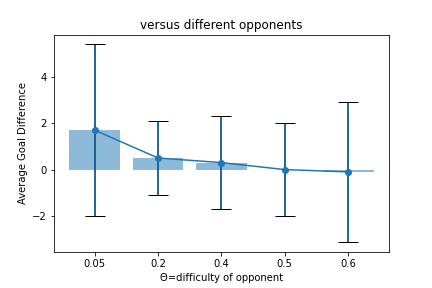 versus different opponents
Average Goal Difference
4
2
0
−2
0.05 0.2 0.4 0.5 0.6
Θ=difficulty of opponent